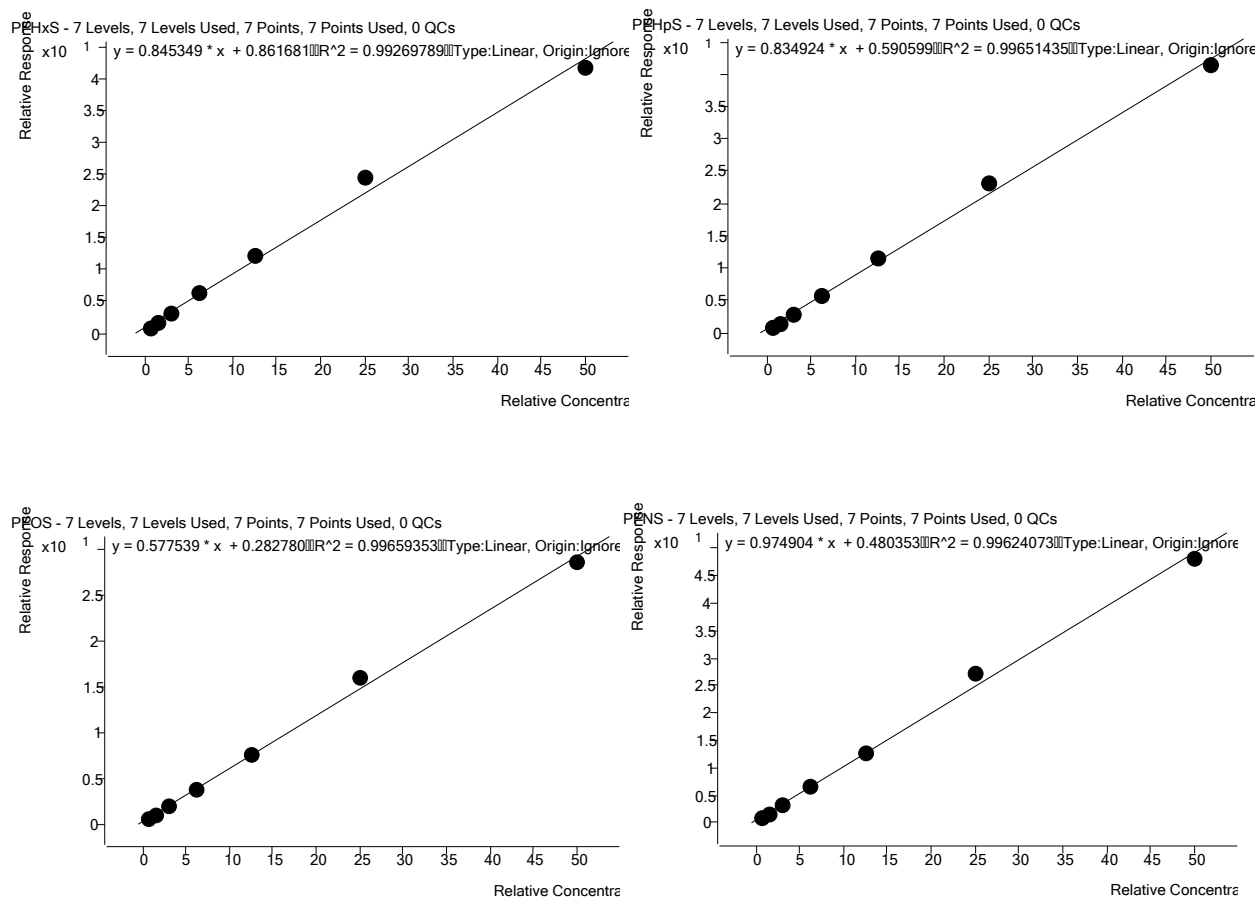 PFHxS - 7 Levels, 7 Levels Used, 7 Points, 7 Points Used, 0 QCs
Relative Response
x10 1
y = 0.845349 * x + 0.861681 R^2 = 0.99269789 Type:Linear, Origin:Ignore
4
3.5
3
2.5
2
1.5
1
0.5
0
0 5 10 15 20 25 30 35 40 45 50
Relative Concentra
PFHpS - 7 Levels, 7 Levels Used, 7 Points, 7 Points Used, 0 QCs
Relative Response
x10 1
y = 0.834924 * x + 0.590599 R^2 = 0.99651435 Type:Linear, Origin:Ignore
3.5
3
2.5
2
1.5
1
0.5
0
0 5 10 15 20 25 30 35 40 45 50
Relative Concentra
PFOS - 7 Levels, 7 Levels Used, 7 Points, 7 Points Used, 0 QCs
Relative Response
x10 1
y = 0.577539 * x + 0.282780 R^2 = 0.99659353 Type:Linear, Origin:Ignore
2.5
2
1.5
1
0.5
0
0 5 10 15 20 25 30 35 40 45 50
Relative Concentra
PFNS - 7 Levels, 7 Levels Used, 7 Points, 7 Points Used, 0 QCs
Relative Response
x10 1
y = 0.974904 * x + 0.480353 R^2 = 0.99624073 Type:Linear, Origin:Ignore
4.5
4
3.5
3
2.5
2
1.5
1
0.5
0
0 5 10 15 20 25 30 35 40 45 50
Relative Concentra